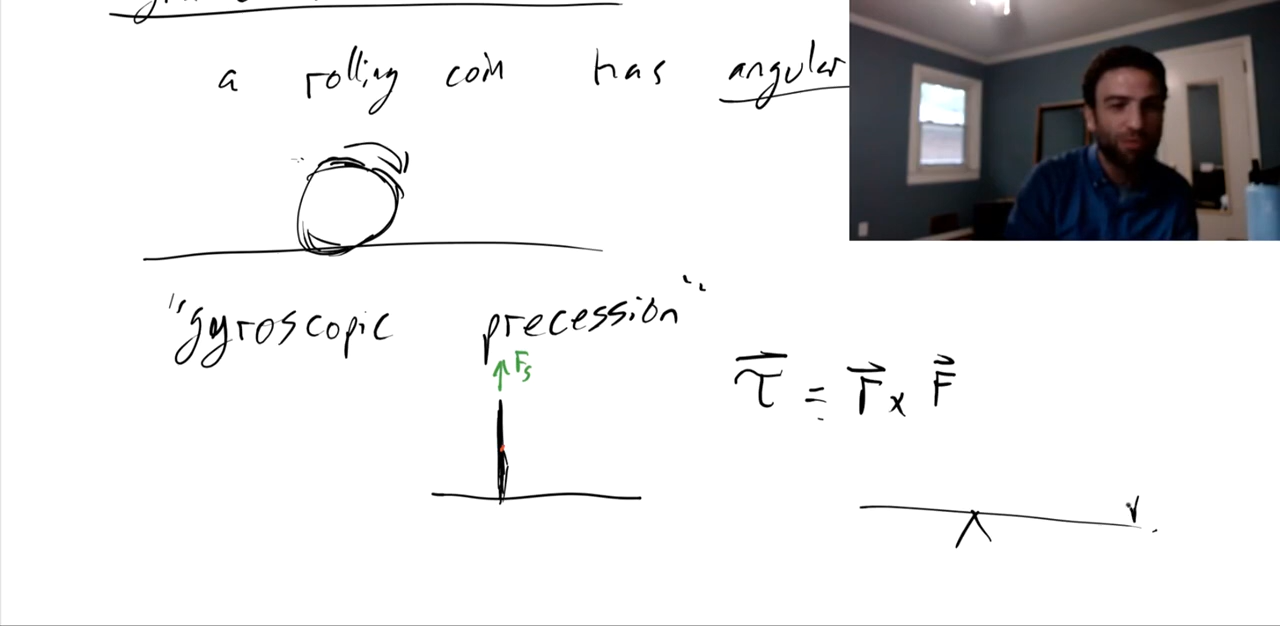 a rolling coin has angular
"gyroscopic precession"
Fs
τ = r x F